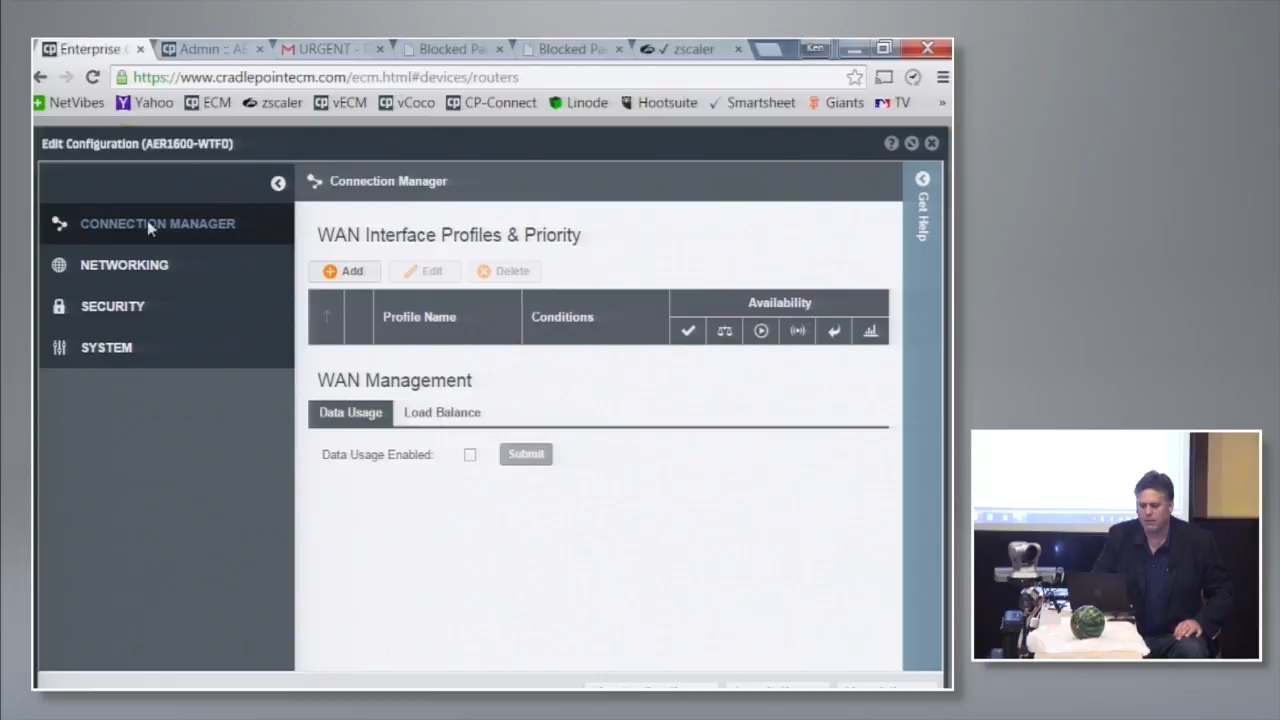 Enterprise
Admin :: AE
URGENT -
Blocked Pa
Blocked Pa
zscaler
Ken
https://www.cradlepointecm.com/ecm.html#devices/routers
NetVibes
Yahoo
ECM
zscaler
vECM
vCoco
CP-Connect
Linode
Hootsuite
Smartsheet
Giants
TV
»
Edit Configuration (AER1600-WTF0)
CONNECTION MANAGER
NETWORKING
SECURITY
SYSTEM
Connection Manager
Get Help
WAN Interface Profiles & Priority
Add
Edit
Delete
Profile Name
Conditions
Availability
WAN Management
Data Usage
Load Balance
Data Usage Enabled:
Submit